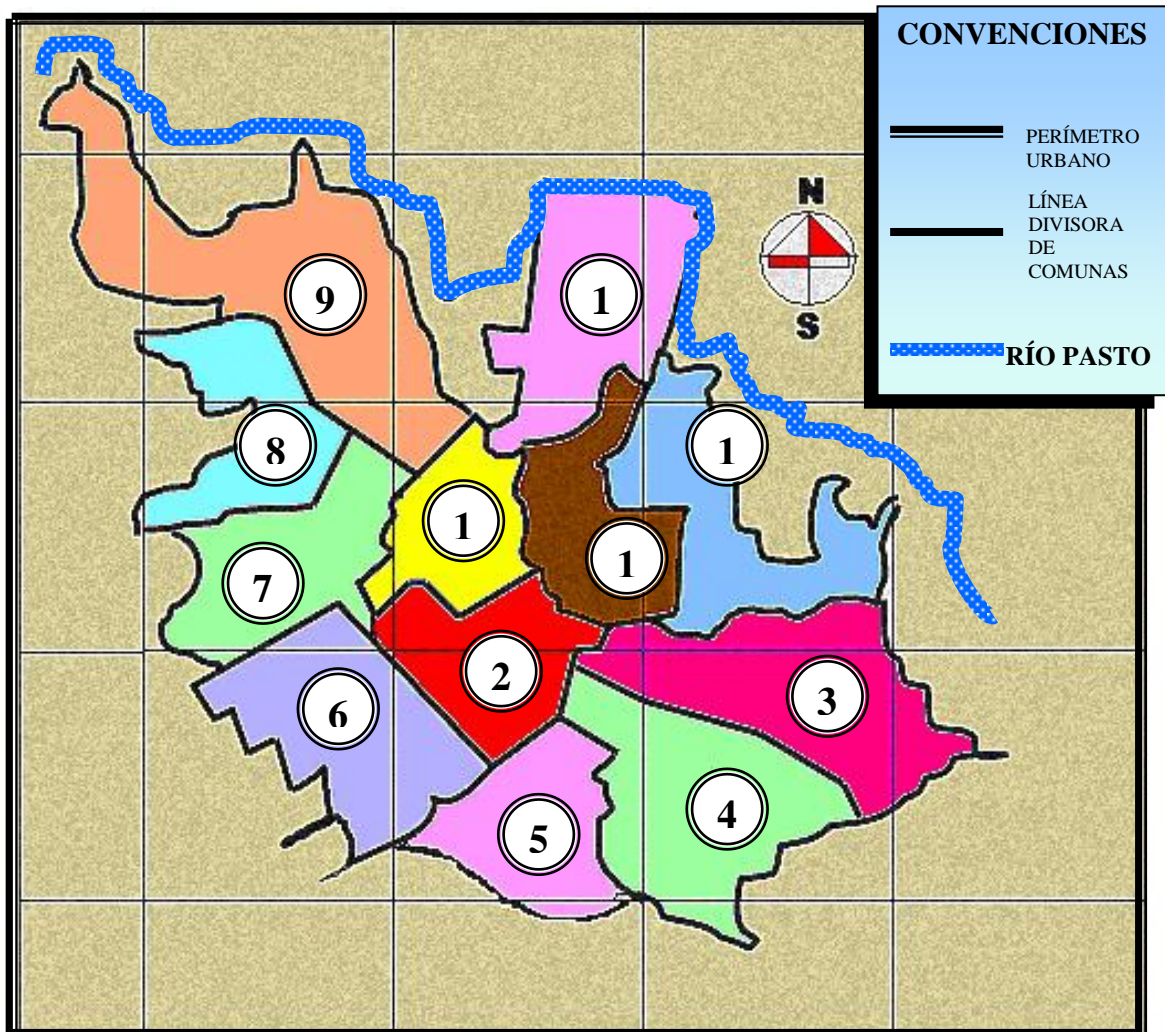 CONVENCIONES
PERÍMETRO
URBANO
LÍNEA
DIVISORA
DE
COMUNAS
RÍO PASTO
N
S
9
1
8
1
1
1
7
2
6
3
5
4